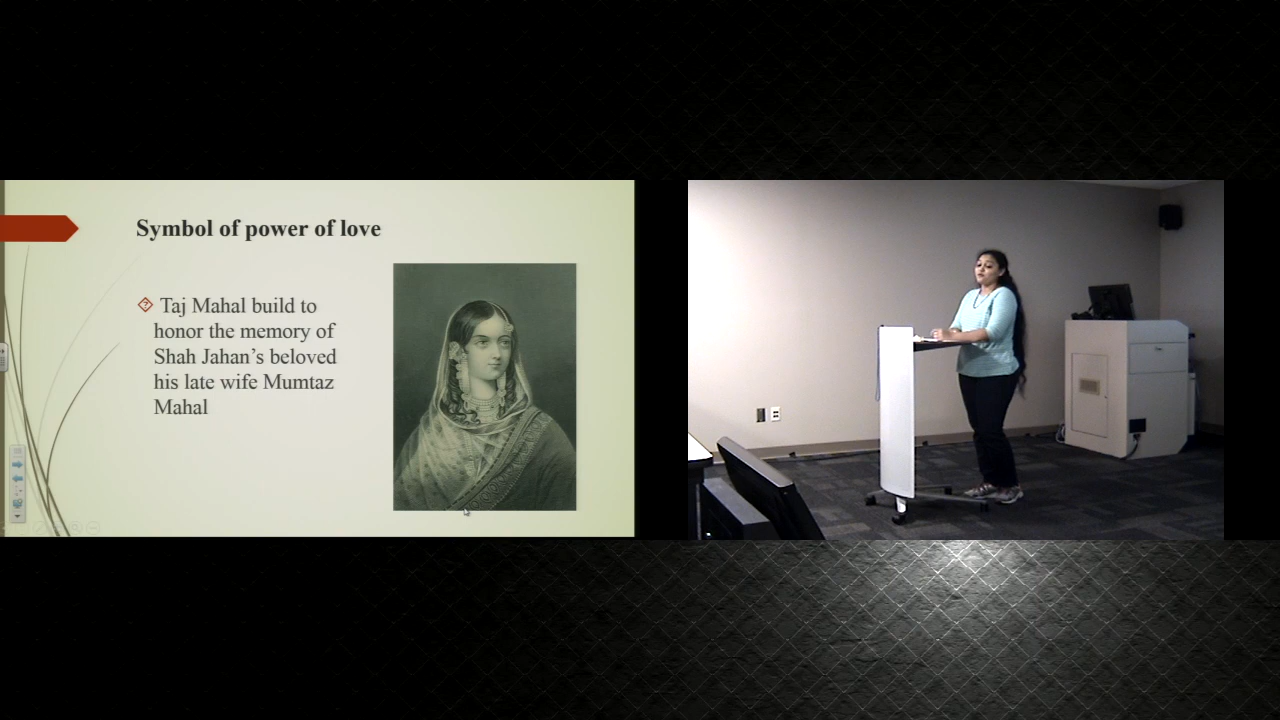 Symbol of power of love
Taj Mahal build to
honor the memory of
Shah Jahan’s beloved
his late wife Mumtaz
Mahal